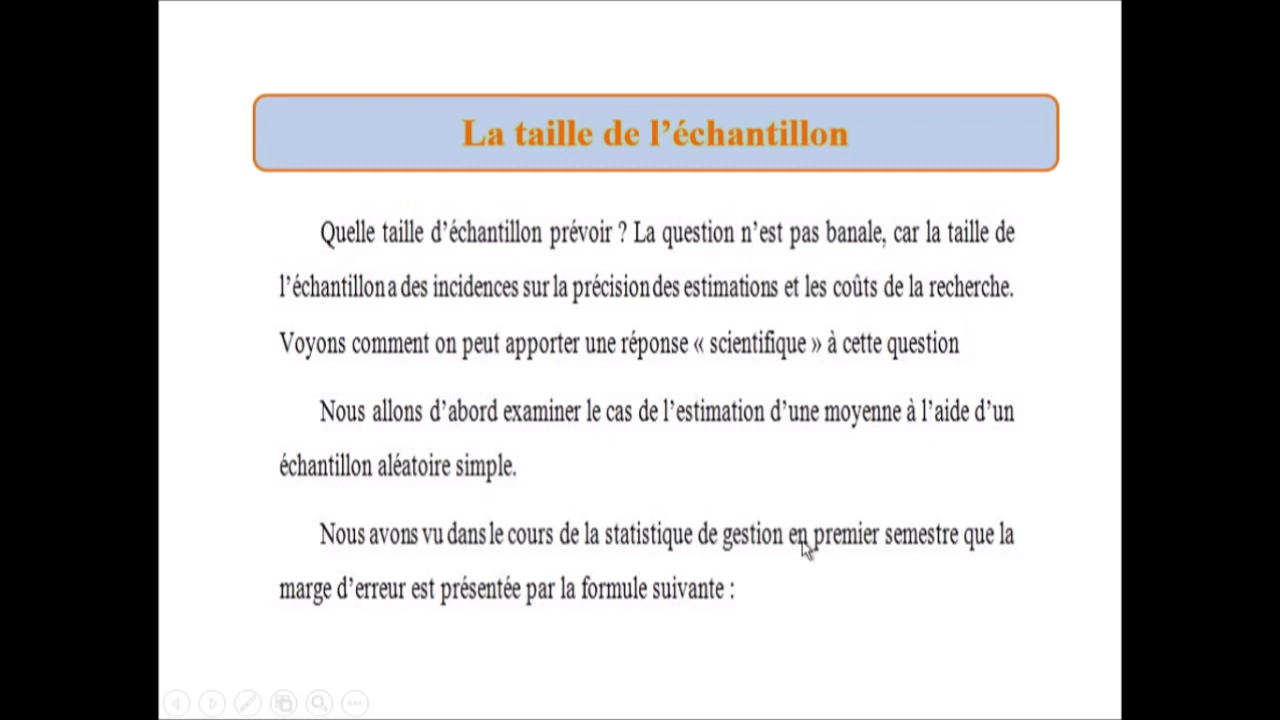 La taille de l’échantillon
Quelle taille d’échantillon prévoir ? La question n’est pas banale, car la taille de
l’échantillon a des incidences sur la précision des estimations et les coûts de la recherche.
Voyons comment on peut apporter une réponse « scientifique » à cette question
Nous allons d’abord examiner le cas de l’estimation d’une moyenne à l’aide d’un
échantillon aléatoire simple.
Nous avons vu dans le cours de la statistique de gestion en premier semestre que la
marge d’erreur est présentée par la formule suivante :